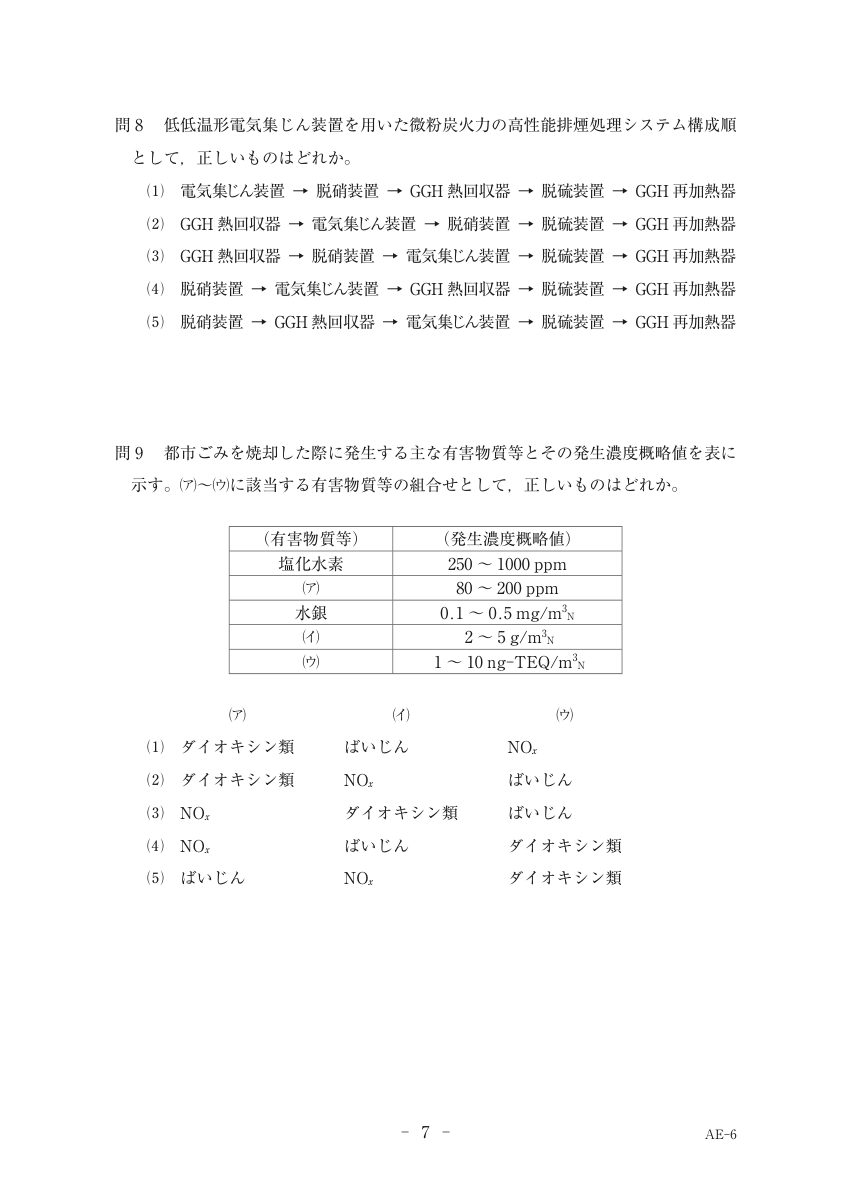 問8 低低温形電気集じん装置を用いた微粉炭火力の高性能排煙処理システム構成順
として，正しいものはどれか。
⑴ 電気集じん装置 → 脱硝装置 → GGH 熱回収器 → 脱硫装置 → GGH 再加熱器
⑵ GGH 熱回収器 → 電気集じん装置 → 脱硝装置 → 脱硫装置 → GGH 再加熱器
⑶ GGH 熱回収器 → 脱硝装置 → 電気集じん装置 → 脱硫装置 → GGH 再加熱器
⑷ 脱硝装置 → 電気集じん装置 → GGH 熱回収器 → 脱硫装置 → GGH 再加熱器
⑸ 脱硝装置 → GGH 熱回収器 → 電気集じん装置 → 脱硫装置 → GGH 再加熱器
問9 都市ごみを焼却した際に発生する主な有害物質等とその発生濃度概略値を表に
示す。(ア)～(ウ)に該当する有害物質等の組合せとして，正しいものはどれか。
（有害物質等） （発生濃度概略値）
塩化水素 250 ～ 1000 ppm
(ア) 80 ～ 200 ppm
水銀 0.1 ～ 0.5 mg/m³N
(イ) 2 ～ 5 g/m³N
(ウ) 1 ～ 10 ng-TEQ/m³N
(ア) (イ) (ウ)
⑴ ダイオキシン類 ばいじん NOx
⑵ ダイオキシン類 NOx ばいじん
⑶ NOx ダイオキシン類 ばいじん
⑷ NOx ばいじん ダイオキシン類
⑸ ばいじん NOx ダイオキシン類
- 7 -
AE-6